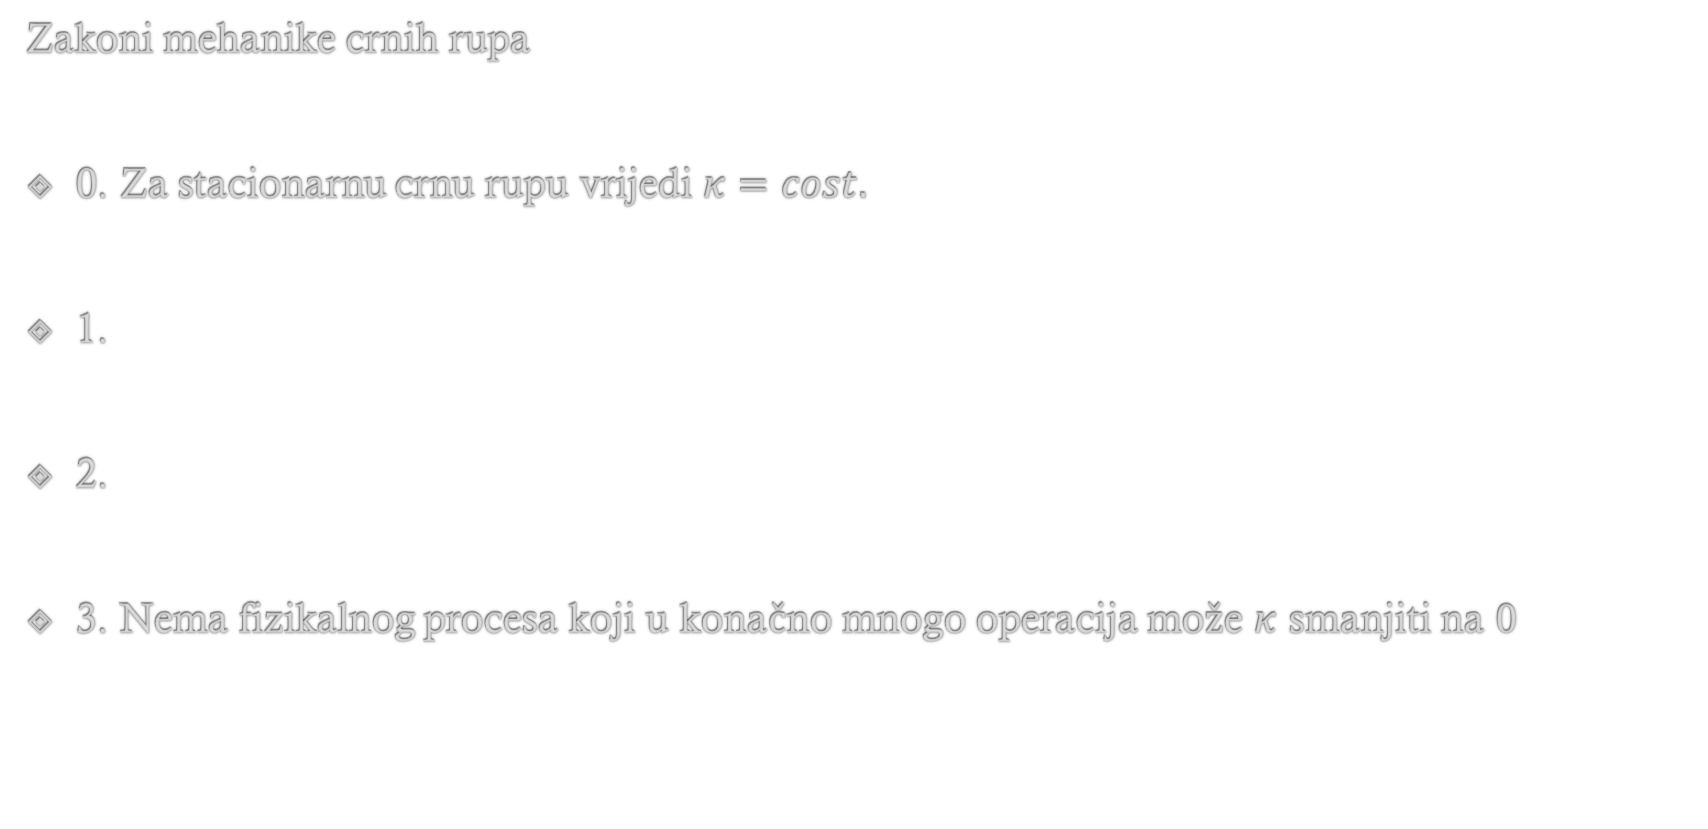 Zakoni mehanike crnih rupa
0. Za stacionarnu crnu rupu vrijedi κ = cost.
1.
2.
3. Nema fizikalnog procesa koji u konačno mnogo operacija može κ smanjiti na 0